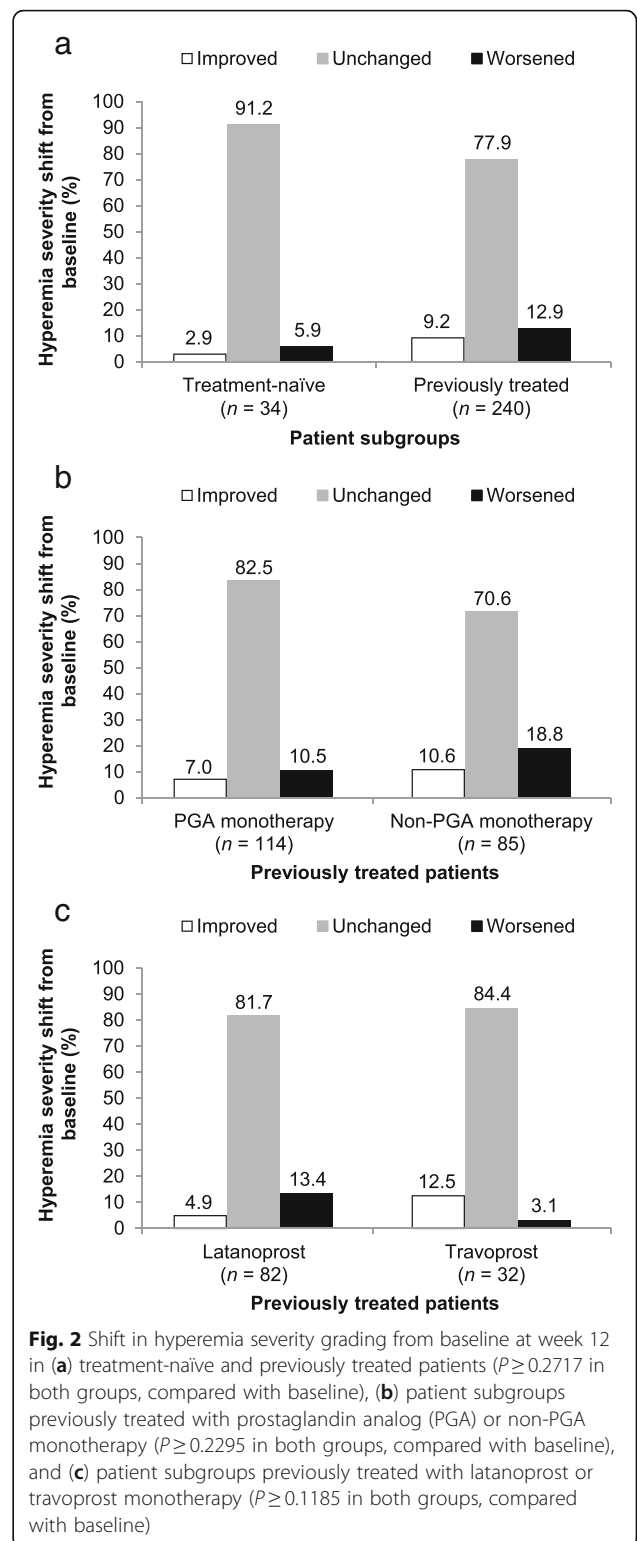 a
Improved Unchanged Worsened
Hyperemia severity shift from
baseline (%)
100
90
80
70
60
50
40
30
20
10
0
2.9
91.2
5.9
9.2
77.9
12.9
Treatment-naïve
(n = 34)
Previously treated
(n = 240)
Patient subgroups
b
Improved Unchanged Worsened
Hyperemia severity shift from
baseline (%)
100
90
80
70
60
50
40
30
20
10
0
7.0
82.5
10.5
10.6
70.6
18.8
PGA monotherapy
(n = 114)
Non-PGA monotherapy
(n = 85)
Previously treated patients
c
Improved Unchanged Worsened
Hyperemia severity shift from
baseline (%)
100
90
80
70
60
50
40
30
20
10
0
4.9
81.7
13.4
12.5
84.4
3.1
Latanoprost
(n = 82)
Travoprost
(n = 32)
Previously treated patients
Fig. 2 Shift in hyperemia severity grading from baseline at week 12
in (a) treatment-naïve and previously treated patients (P ≥ 0.2717 in
both groups, compared with baseline), (b) patient subgroups
previously treated with prostaglandin analog (PGA) or non-PGA
monotherapy (P ≥ 0.2295 in both groups, compared with baseline),
and (c) patient subgroups previously treated with latanoprost or
travoprost monotherapy (P ≥ 0.1185 in both groups, compared
with baseline)